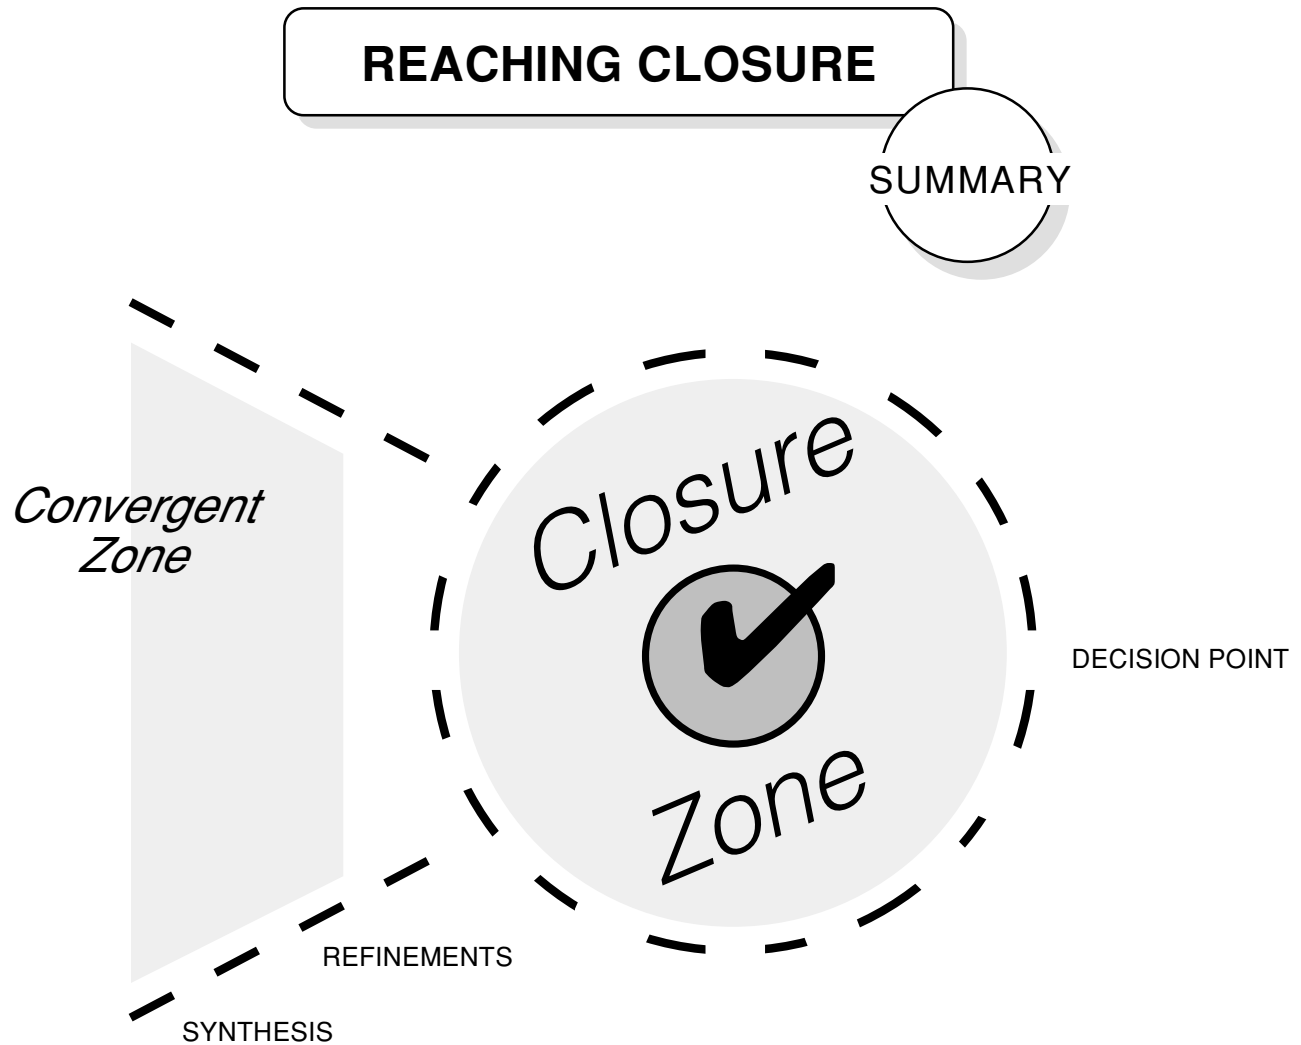 REACHING CLOSURE
SUMMARY
Convergent
Zone
Closure
Zone
DECISION POINT
REFINEMENTS
SYNTHESIS